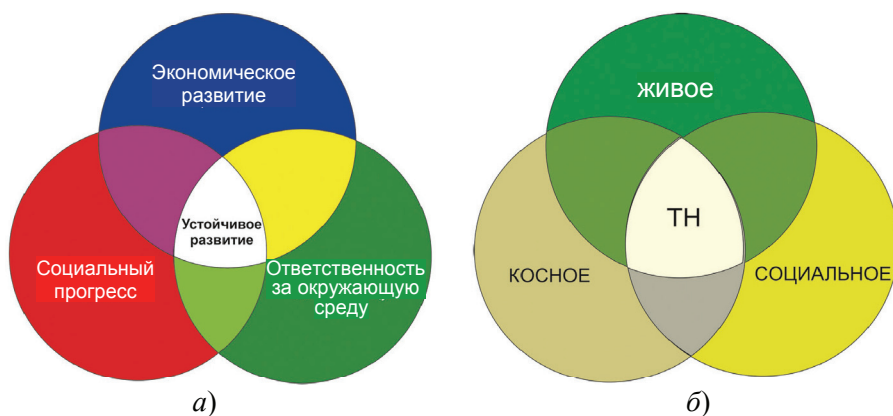 Экономическое
развитие
Устойчивое
развитие
Социальный
прогресс
Ответственность
за окружающую
среду
а)
живое
ТН
КОСНОЕ
СОЦИАЛЬНОЕ
б)